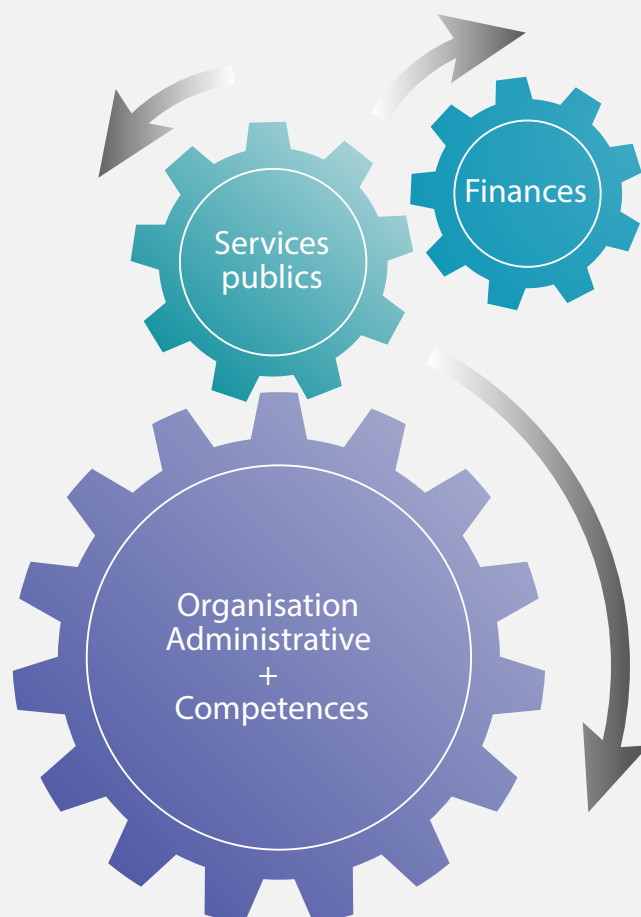 Finances
Services
publics
Organisation
Administrative
+
Competences